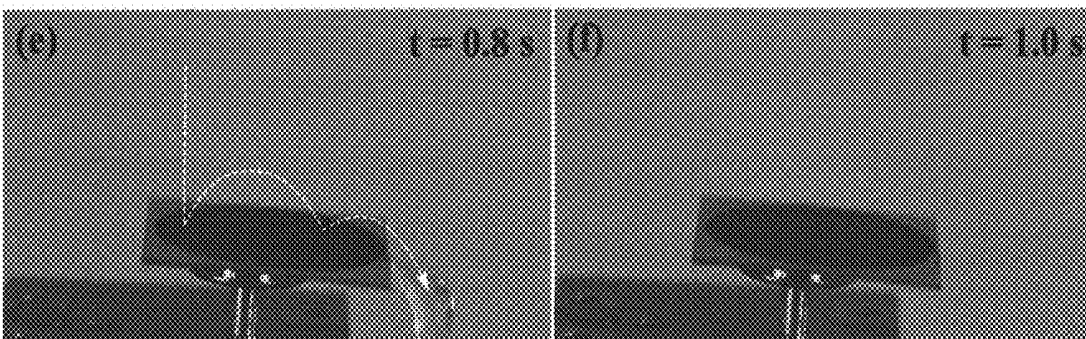 (e) t = 0.8 s
(f) t = 1.0 s